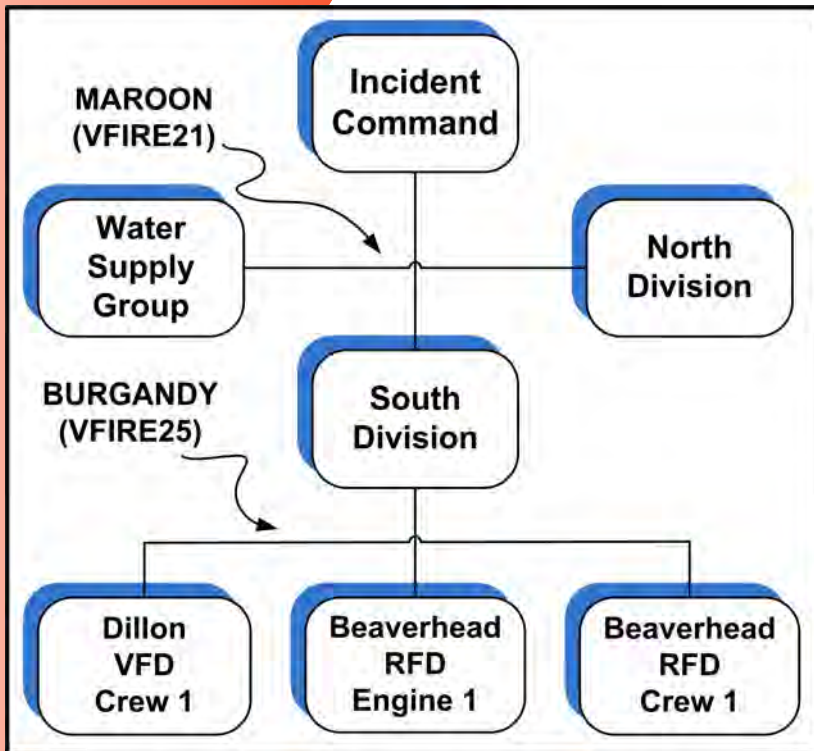 Incident
Command
MAROON
(VFIRE21)
Water
Supply
Group
North
Division
South
Division
BURGANDY
(VFIRE25)
Dillon
VFD
Crew 1
Beaverhead
RFD
Engine 1
Beaverhead
RFD
Crew 1